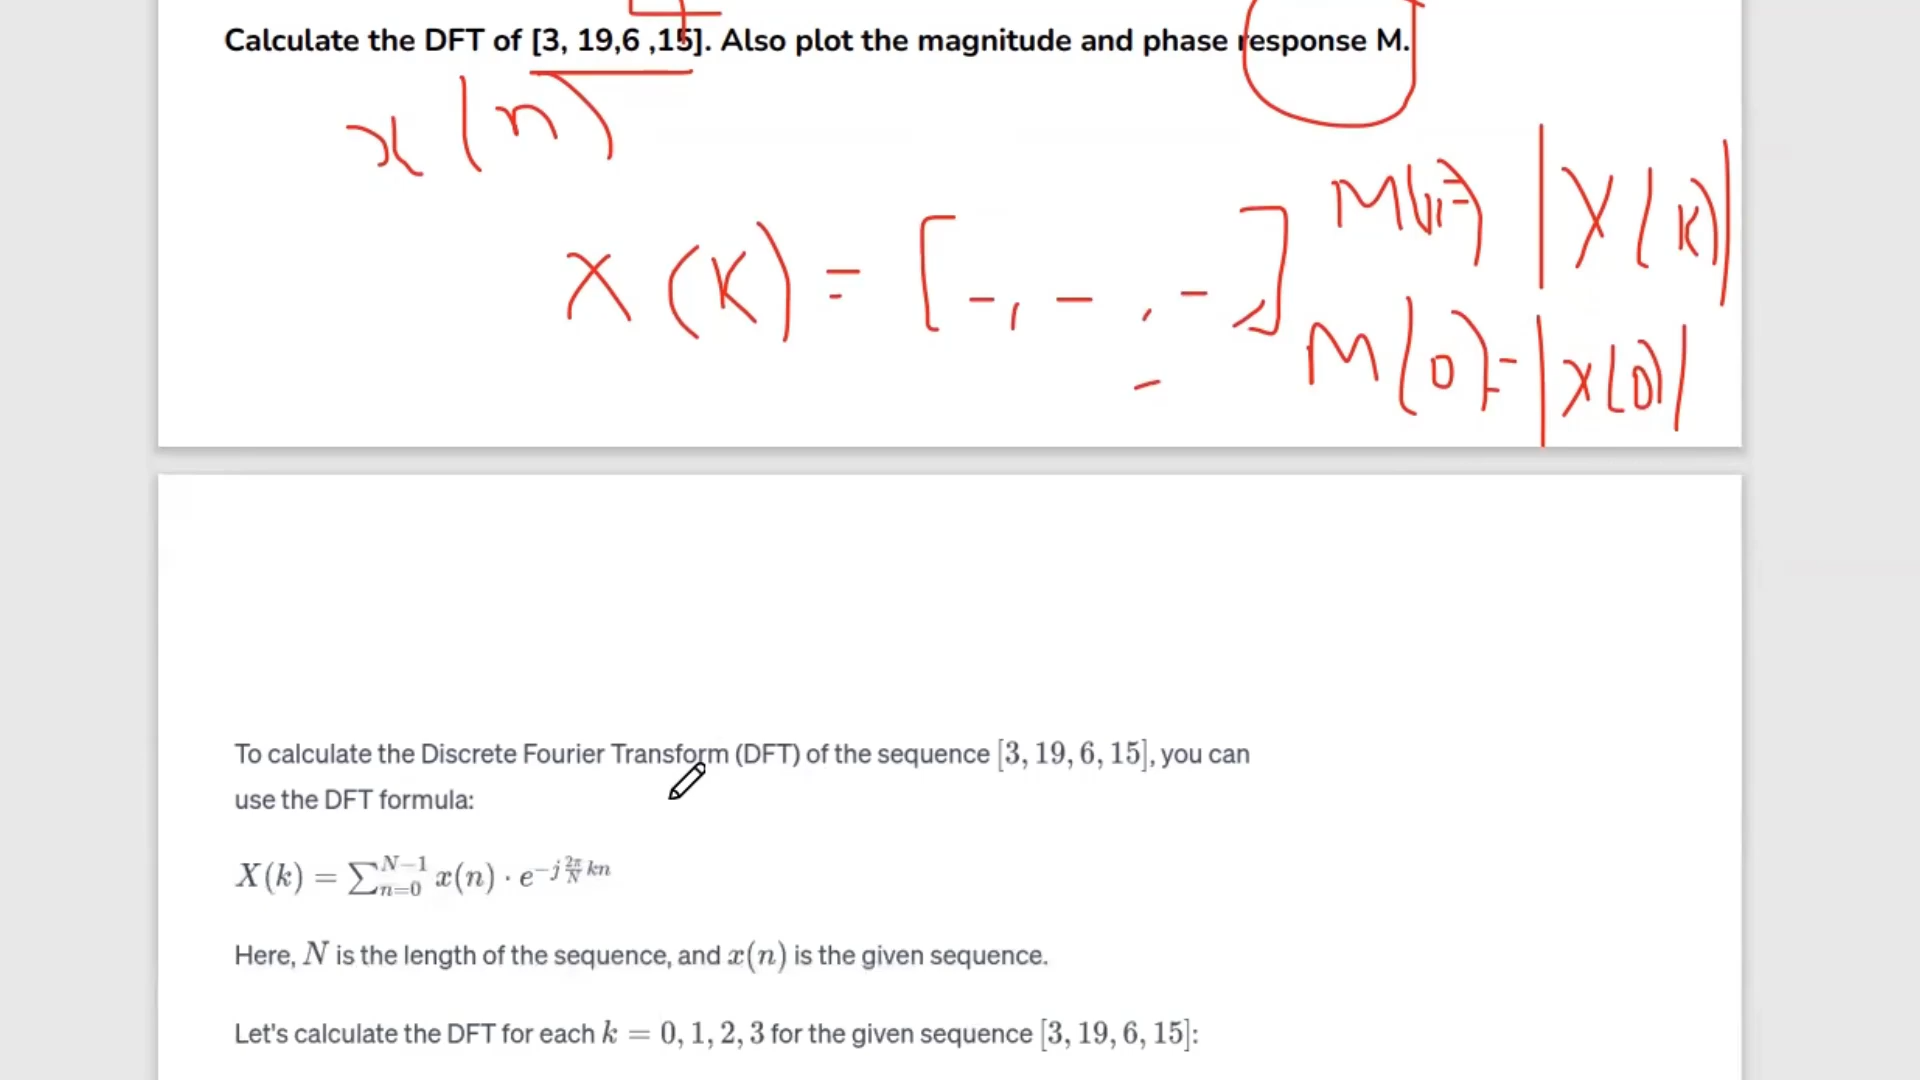 Calculate the DFT of [3, 19,6 ,15]. Also plot the magnitude and phase response M.
x(n)
M(k)= |X(k)|
X(K) = [-, -, -, -]
M(0)= |X(0)|
To calculate the Discrete Fourier Transform (DFT) of the sequence [3, 19, 6, 15], you can
use the DFT formula:
X(k) = ∑_{n=0}^{N−1} x(n) · e^{−j\frac{2π}{N}kn}
Here, N is the length of the sequence, and x(n) is the given sequence.
Let's calculate the DFT for each k = 0, 1, 2, 3 for the given sequence [3, 19, 6, 15]: